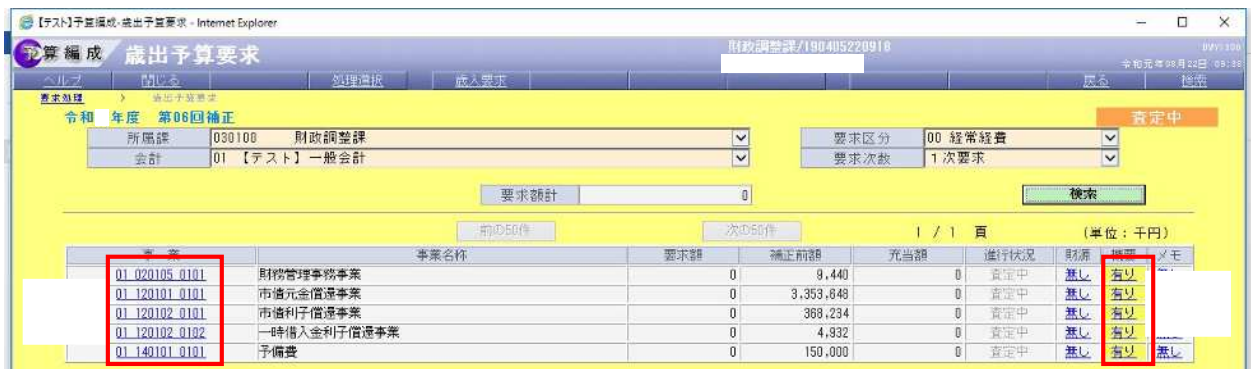 【テスト】予算編成-歳出予算要求 - Internet Explorer
予算編成 歳出予算要求 財政調整課/190405220918
ヘルプ 閉じる 処理選択 歳入要求 戻る 検索
要求処理 > 歳出予算要求
令和 年度 第06回補正 査定中
所属課 030100 財政調整課 要求区分 00 経常経費
会計 01 【テスト】一般会計 要求次数 1次要求
要求額計 0 検索
前の50件 次の50件 1 / 1 頁 (単位:千円)
事業 事業名称 要求額 補正前額 充当額 進行状況 財源 概要 メモ
01 020105 0101 財務管理事務事業 0 9,440 0 査定中 無し 有り
01 120101 0101 市債元金償還事業 0 3,353,648 0 査定中 無し 有り
01 120102 0101 市債利子償還事業 0 368,234 0 査定中 無し 有り
01 120102 0102 一時借入金利子償還事業 0 4,932 0 査定中 無し 有り
01 140101 0101 予備費 0 150,000 0 査定中 無し 有り 無し